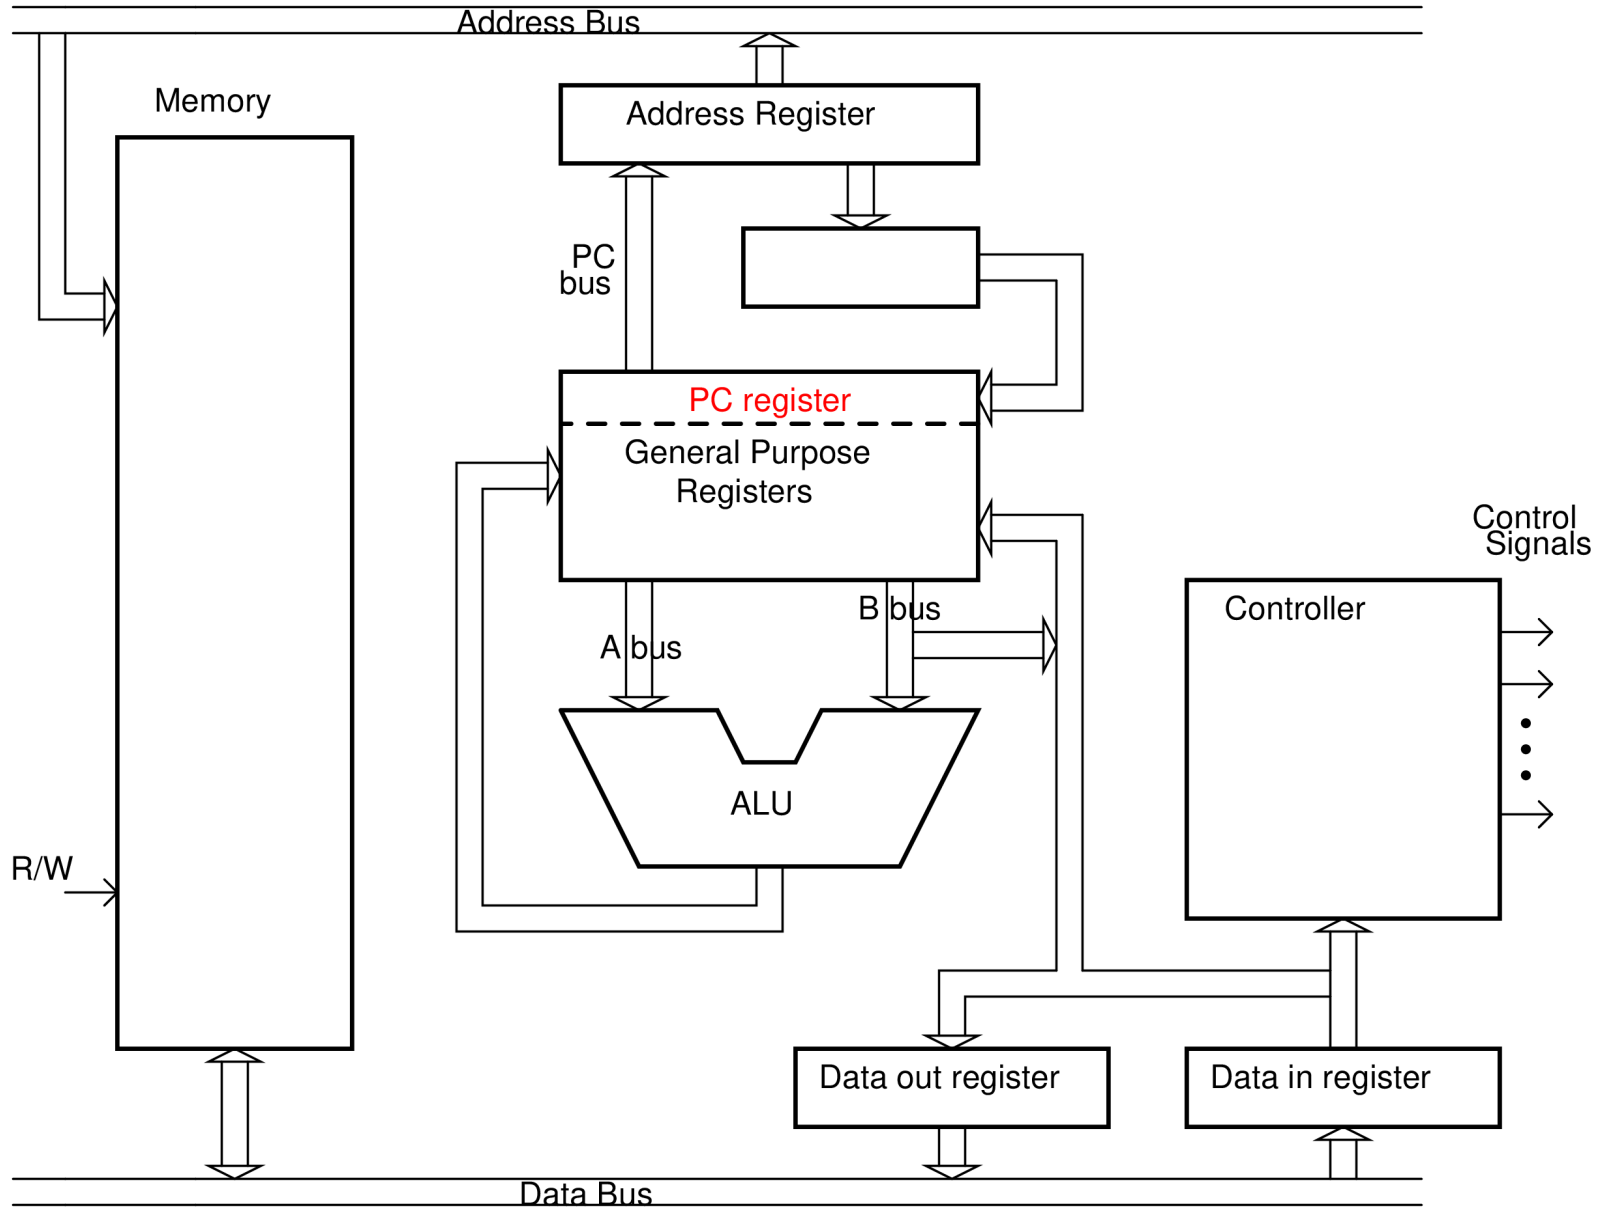 Address Bus
Memory
Address Register
PC
bus
PC register
General Purpose
Registers
Control
Signals
B bus
Controller
A bus
ALU
R/W
Data out register
Data in register
Data Bus